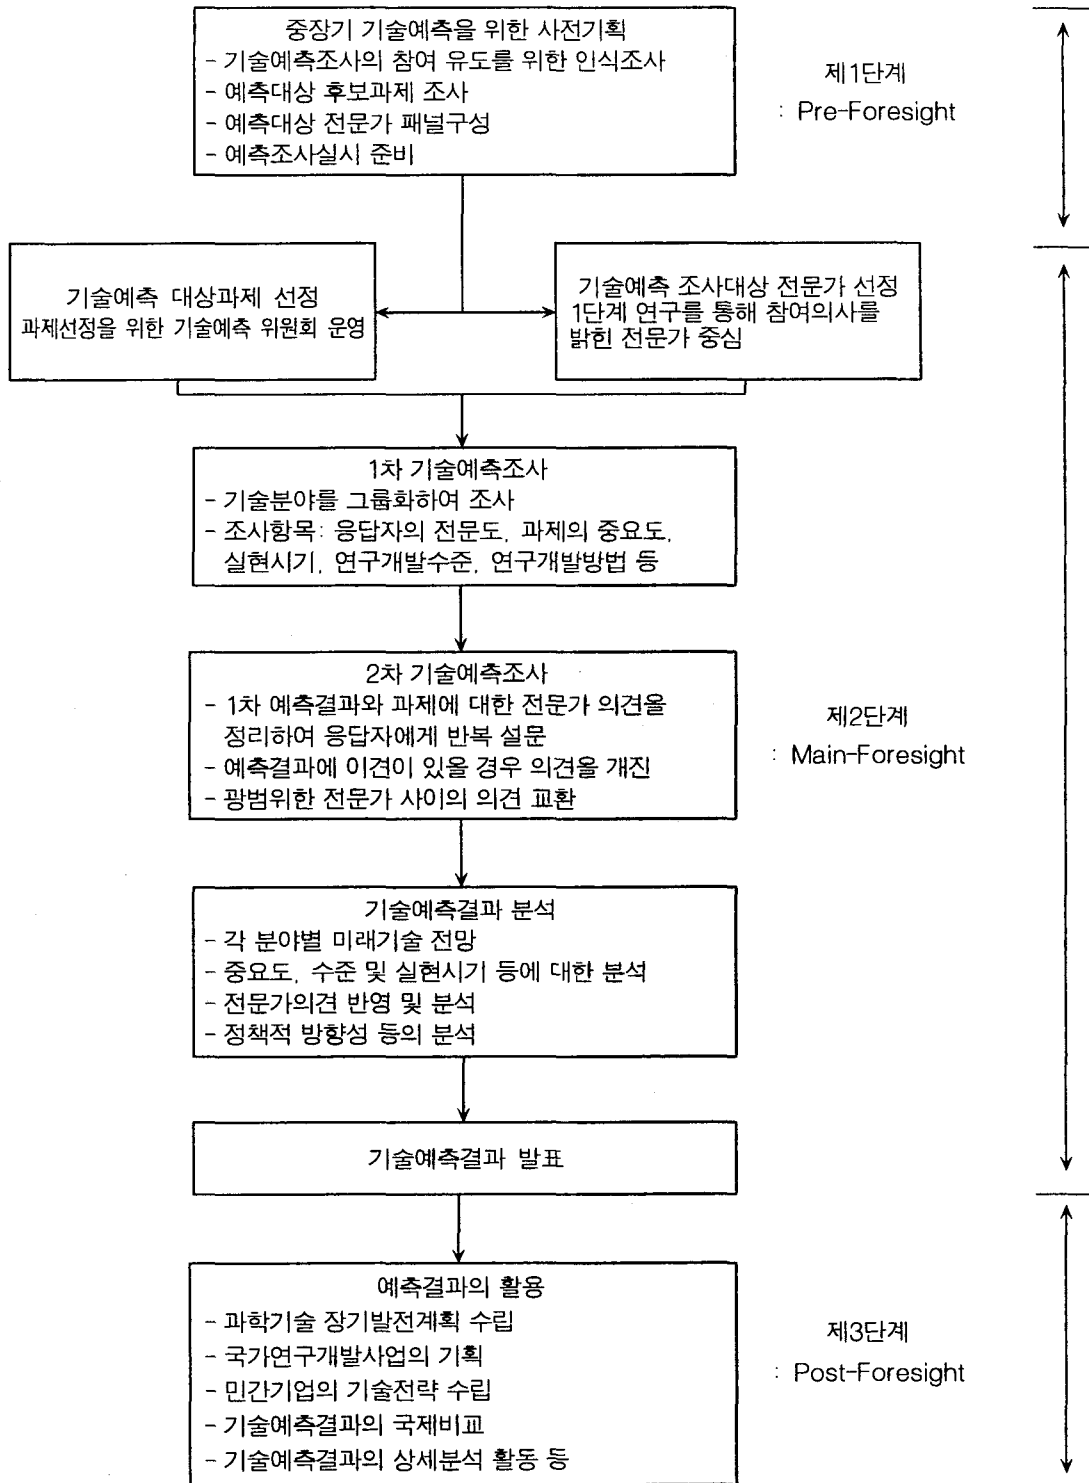 중장기 기술예측을 위한 사전기획
- 기술예측조사의 참여 유도를 위한 인식조사
- 예측대상 후보과제 조사
- 예측대상 전문가 패널구성
- 예측조사실시 준비
제1단계
: Pre-Foresight
기술예측 대상과제 선정
과제선정을 위한 기술예측 위원회 운영
기술예측 조사대상 전문가 선정
1단계 연구를 통해 참여의사를
밝힌 전문가 중심
1차 기술예측조사
- 기술분야를 그룹화하여 조사
- 조사항목: 응답자의 전문도, 과제의 중요도,
실현시기, 연구개발수준, 연구개발방법 등
2차 기술예측조사
- 1차 예측결과와 과제에 대한 전문가 의견을
정리하여 응답자에게 반복 설문
- 예측결과에 이견이 있을 경우 의견을 개진
- 광범위한 전문가 사이의 의견 교환
제2단계
: Main-Foresight
기술예측결과 분석
- 각 분야별 미래기술 전망
- 중요도, 수준 및 실현시기 등에 대한 분석
- 전문가의견 반영 및 분석
- 정책적 방향성 등의 분석
기술예측결과 발표
예측결과의 활용
- 과학기술 장기발전계획 수립
- 국가연구개발사업의 기획
- 민간기업의 기술전략 수립
- 기술예측결과의 국제비교
- 기술예측결과의 상세분석 활동 등
제3단계
: Post-Foresight